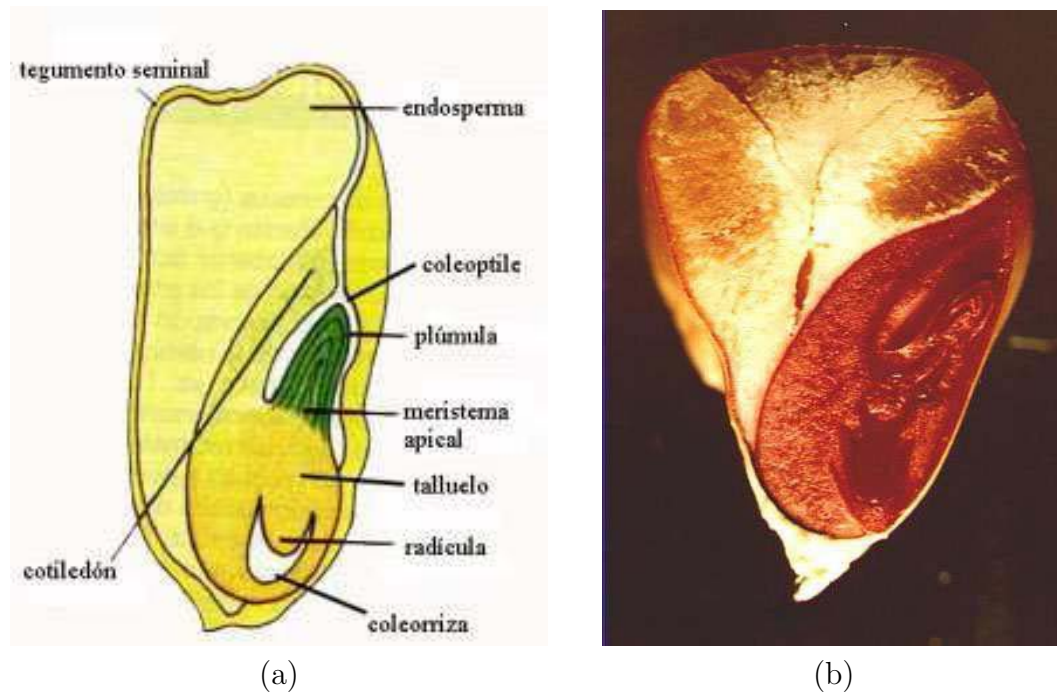 tegumento seminal
endosperma
coleoptile
plúmula
meristema
apical
talluelo
radícula
cotiledón
coleorriza
(a)
(b)